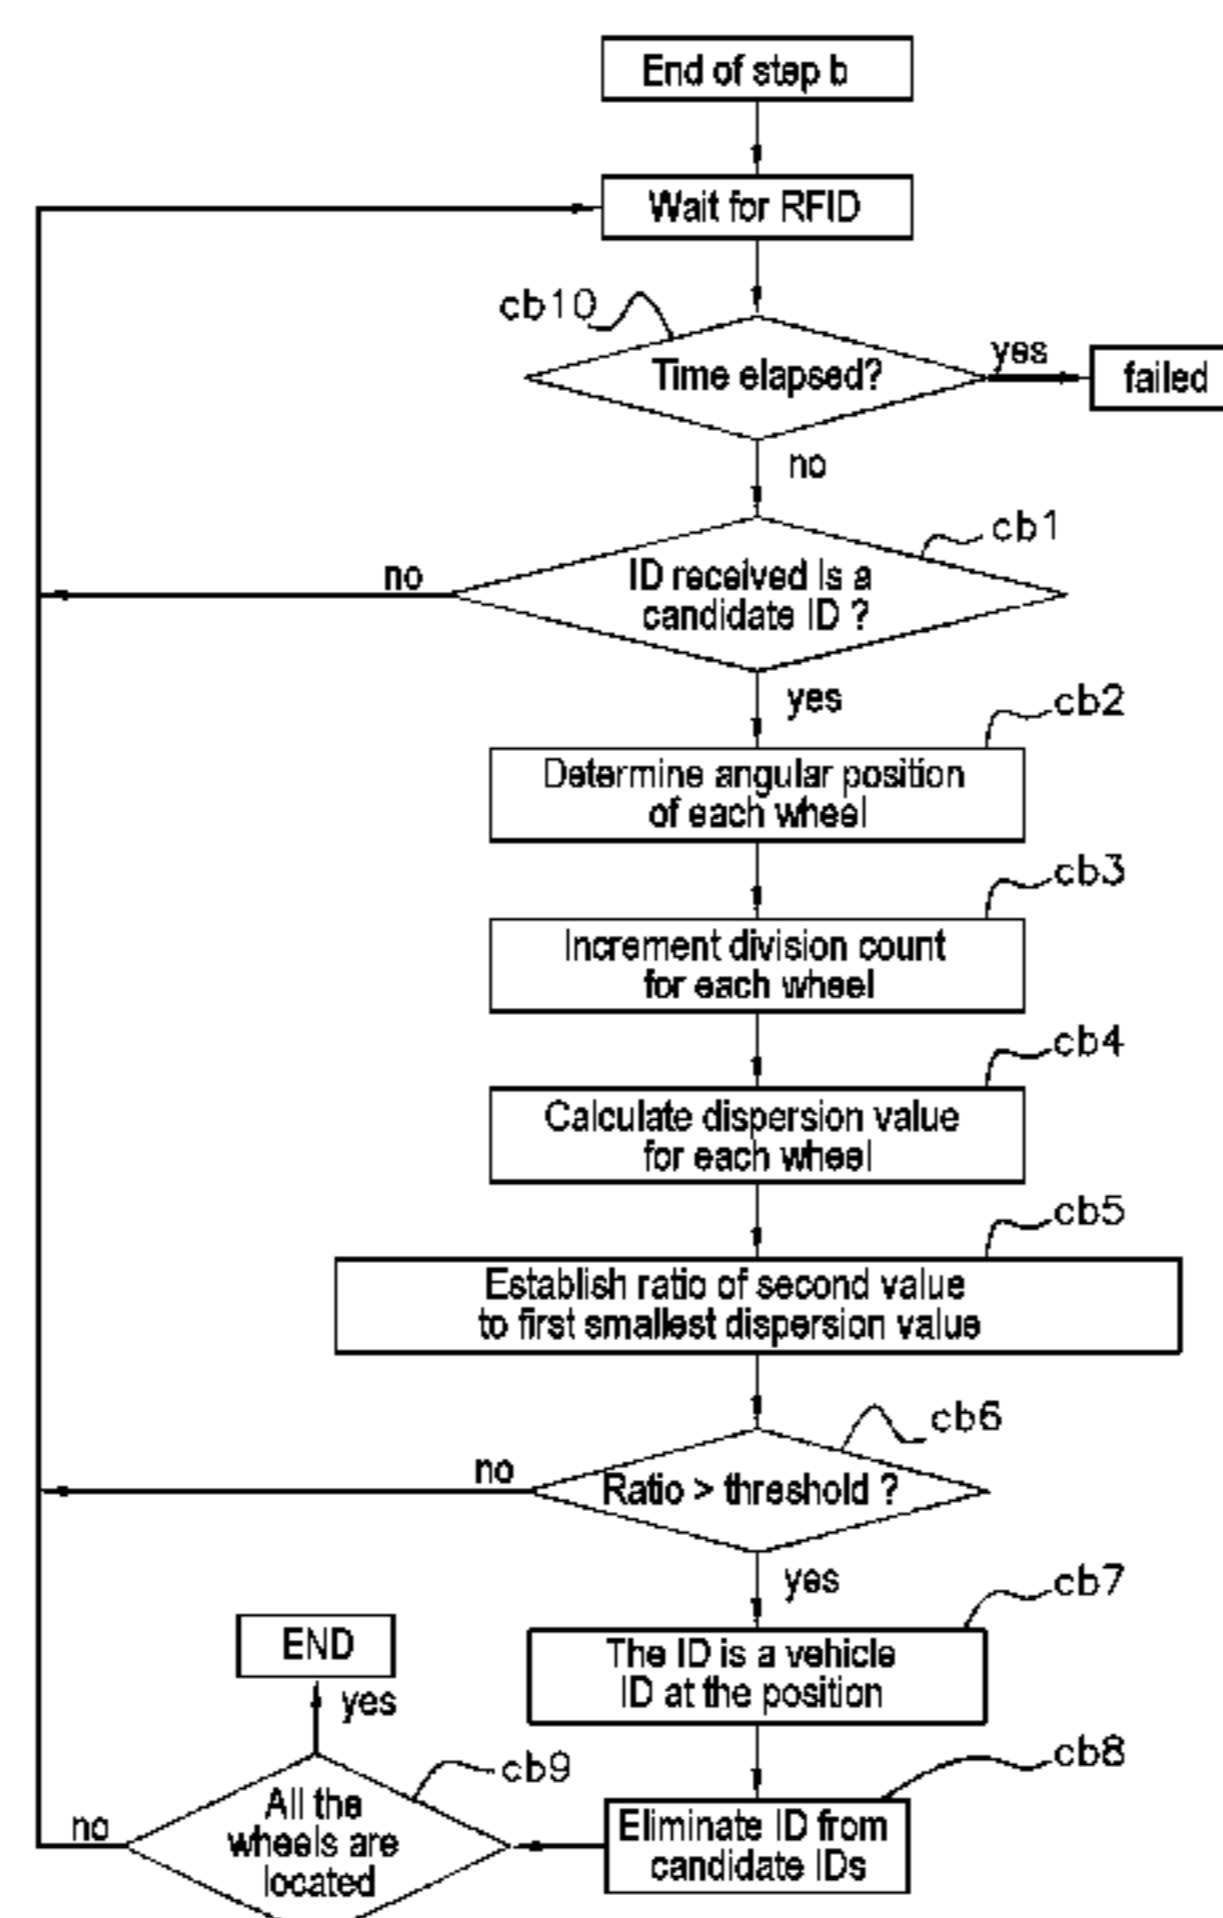 End of step b
Wait for RFID
cb10
Time elapsed?
yes
failed
no
cb1
ID received is a
candidate ID ?
no
yes
cb2
Determine angular position
of each wheel
cb3
Increment division count
for each wheel
cb4
Calculate dispersion value
for each wheel
cb5
Establish ratio of second value
to first smallest dispersion value
cb6
Ratio > threshold ?
no
yes
cb7
The ID is a vehicle
ID at the position
cb8
Eliminate ID from
candidate IDs
cb9
All the
wheels are
located
no
yes
END